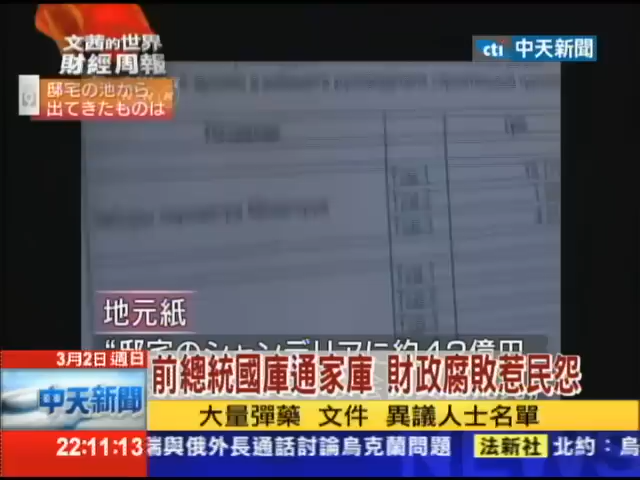 文茜的世界
財經周報
cti 中天新聞
邸宅の池から
出てきたものは
地元紙
“邸宅のシャンデリアに約42億円
3月2日 週日
前總統國庫通家庫 財政腐敗惹民怨
中天新聞
大量彈藥 文件 異議人士名單
22:11:13
瑞與俄外長通話討論烏克蘭問題 法新社 北約：烏
NEWS